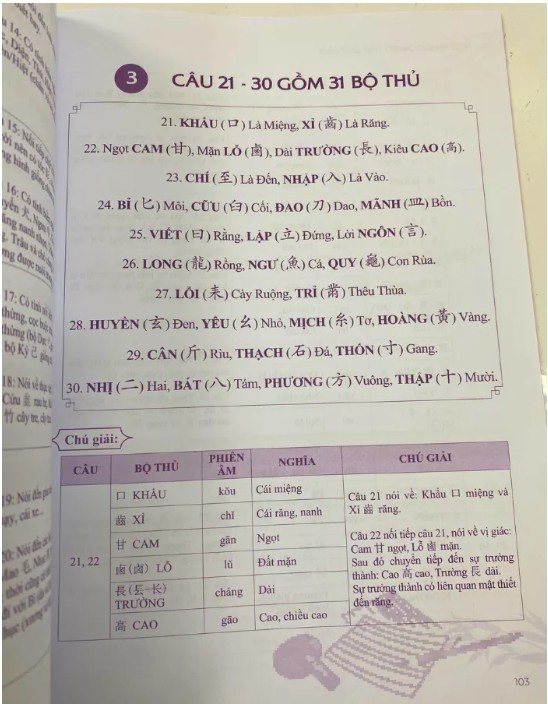 3 CÂU 21 - 30 GỒM 31 BỘ THỦ
21. KHẨU (口) Là Miệng, XỈ (齒) Là Răng.
22. Ngọt CAM (甘), Mặn LỖ (鹵), Dài TRƯỜNG (長), Kiêu CAO (高).
23. CHÍ (至) Là Đến, NHẬP (入) Là Vào.
24. BỈ (匕) Môi, CỮU (臼) Cối, ĐAO (刀) Dao, MÃNH (皿) Bồn.
25. VIẾT (曰) Rằng, LẬP (立) Đứng, Lời NGÔN (言).
26. LONG (龍) Rồng, NGƯ (魚) Cá, QUY (龜) Con Rùa.
27. LỖI (耒) Cày Ruộng, TRĨ (黹) Thêu Thùa.
28. HUYỀN (玄) Đen, YÊU (幺) Nhỏ, MỊCH (糸) Tơ, HOÀNG (黃) Vàng.
29. CÂN (斤) Rìu, THẠCH (石) Đá, THỐN (寸) Gang.
30. NHỊ (二) Hai, BÁT (八) Tám, PHƯƠNG (方) Vuông, THẬP (十) Mười.
Chú giải:
CÂU BỘ THỦ PHIÊN ÂM NGHĨA CHÚ GIẢI
21, 22
口 KHẨU kǒu Cái miệng
齒 XỈ chǐ Cái răng, nanh
甘 CAM gān Ngọt
鹵(卤) LỖ lǔ Đất mặn
長(镸-长) TRƯỜNG cháng Dài
高 CAO gāo Cao, chiều cao
Câu 21 nói về: Khẩu 口 miệng và
Xỉ 齒 răng.
Câu 22 nối tiếp câu 21, nói về vị giác:
Cam 甘 ngọt, Lỗ 鹵 mặn.
Sau đó chuyển tiếp đến sự trưởng
thành: Cao 高 cao, Trường 長 dài.
Sự trưởng thành có liên quan mật thiết
đến răng.
103